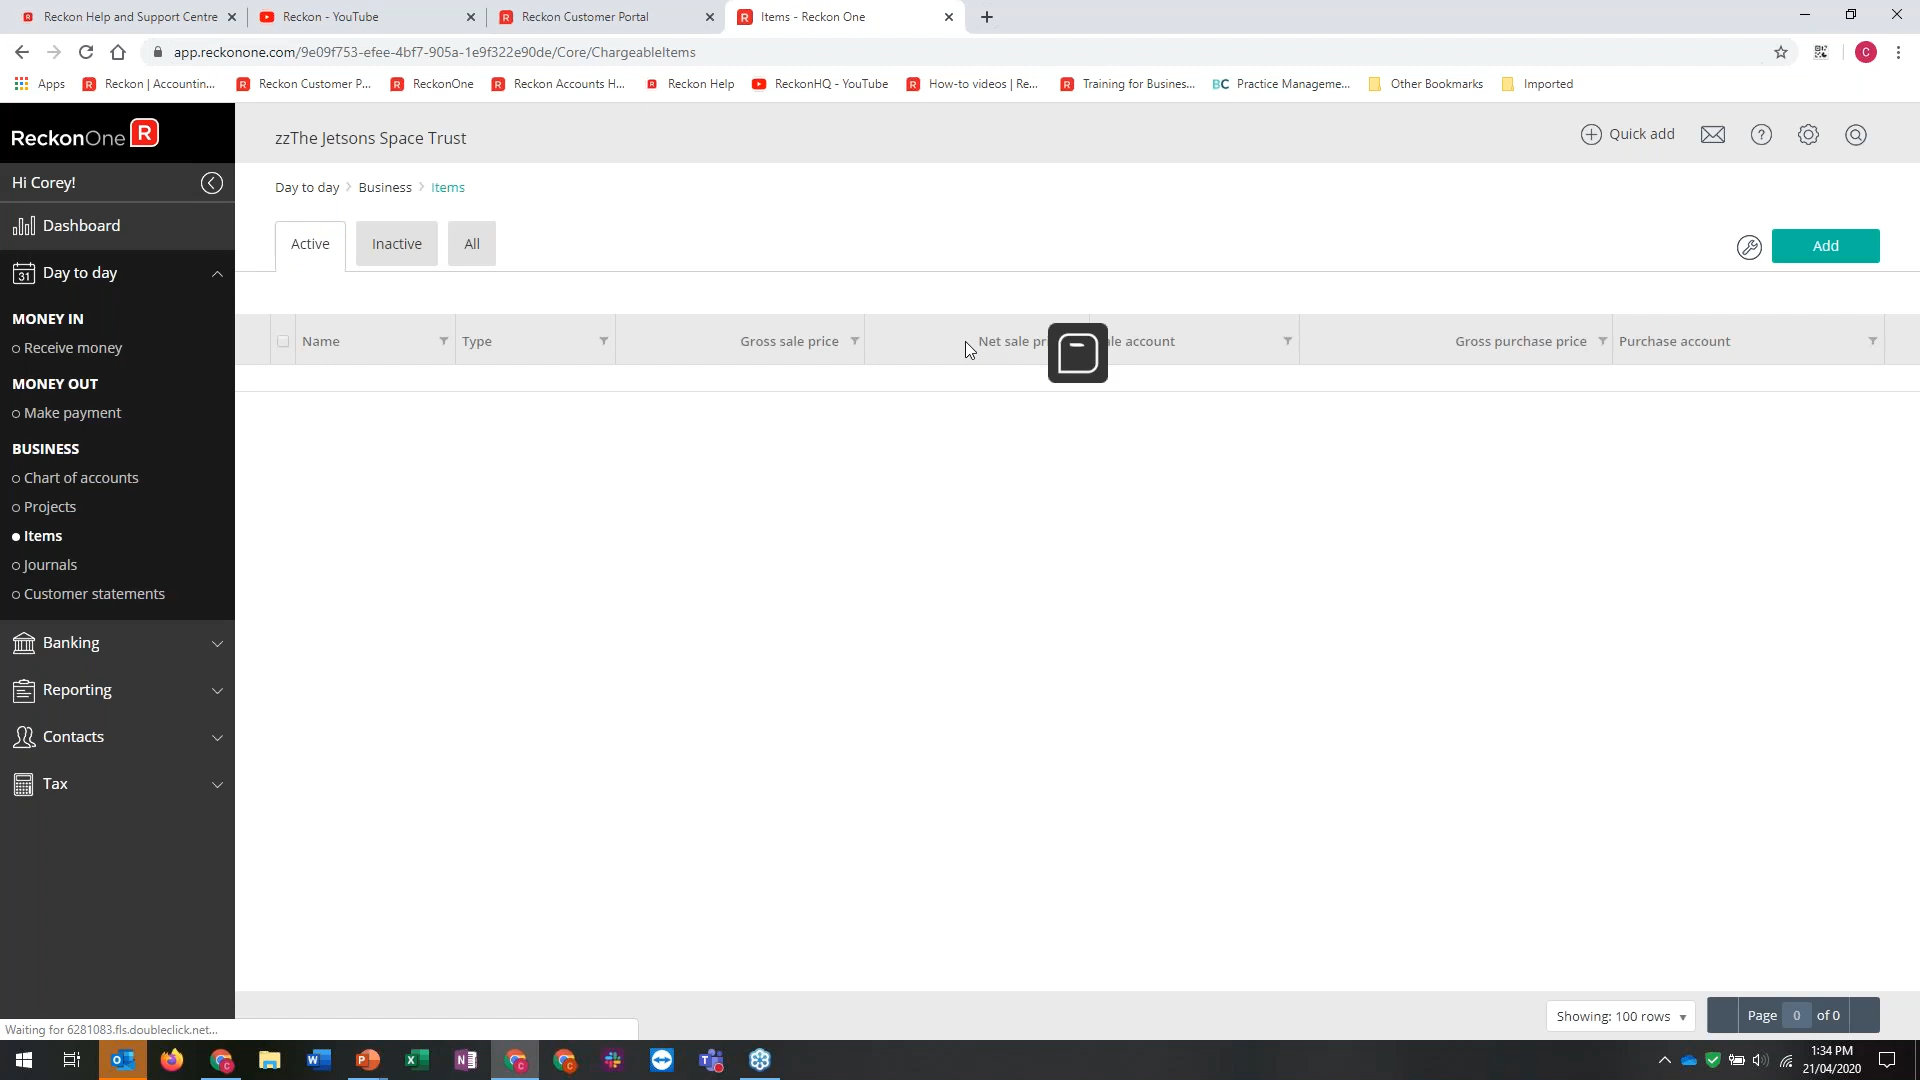 Reckon Help and Support Centre
Reckon - YouTube
Reckon Customer Portal
Items - Reckon One
app.reckonone.com/9e09f753-efee-4bf7-905a-1e9f322e90de/Core/ChargeableItems
C
Apps
Reckon | Accountin...
Reckon Customer P...
ReckonOne
Reckon Accounts H...
Reckon Help
ReckonHQ - YouTube
How-to videos | Re...
Training for Busines...
BC Practice Manageme...
Other Bookmarks
Imported
ReckonOne R
zzThe Jetsons Space Trust
Quick add
Hi Corey!
Day to day > Business > Items
Dashboard
Active
Inactive
All
Add
31 Day to day
MONEY IN
Receive money
MONEY OUT
Make payment
BUSINESS
Chart of accounts
Projects
Items
Journals
Customer statements
Banking
Reporting
Contacts
Tax
Name
Type
Gross sale price
Net sale
account
Gross purchase price
Purchase account
Showing: 100 rows
Page 0 of 0
Waiting for 6281083.fls.doubleclick.net...
1:34 PM
21/04/2020